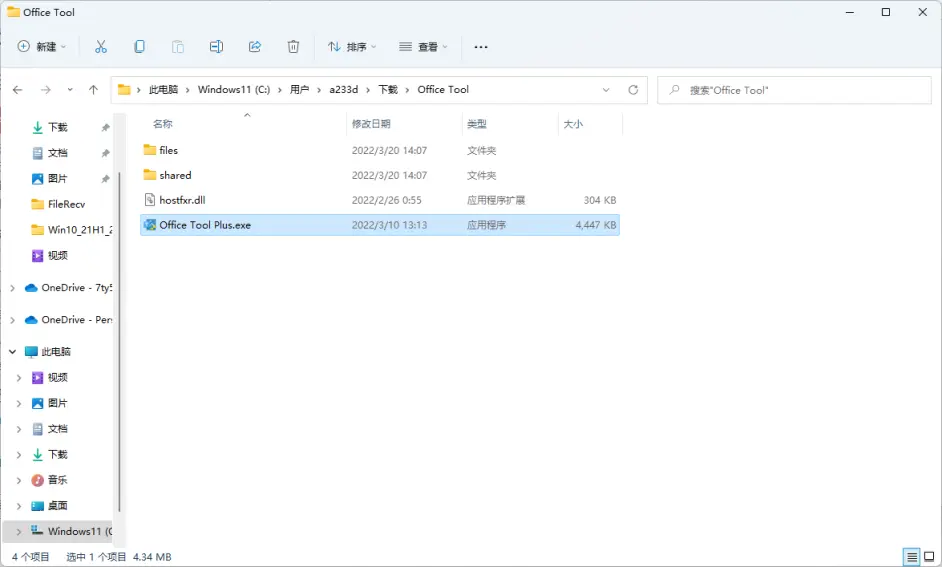 Office Tool
新建
排序
查看
此电脑 › Windows11 (C:) › 用户 › a233d › 下载 › Office Tool
搜索"Office Tool"
名称 修改日期 类型 大小
下载
文档
图片
FileRecv
Win10_21H1_2
视频
OneDrive - 7ty5
OneDrive - Per
此电脑
视频
图片
文档
下载
音乐
桌面
Windows11 (C
files 2022/3/20 14:07 文件夹
shared 2022/3/20 14:07 文件夹
hostfxr.dll 2022/2/26 0:55 应用程序扩展 304 KB
Office Tool Plus.exe 2022/3/10 13:13 应用程序 4,447 KB
4 个项目 选中 1 个项目 4.34 MB